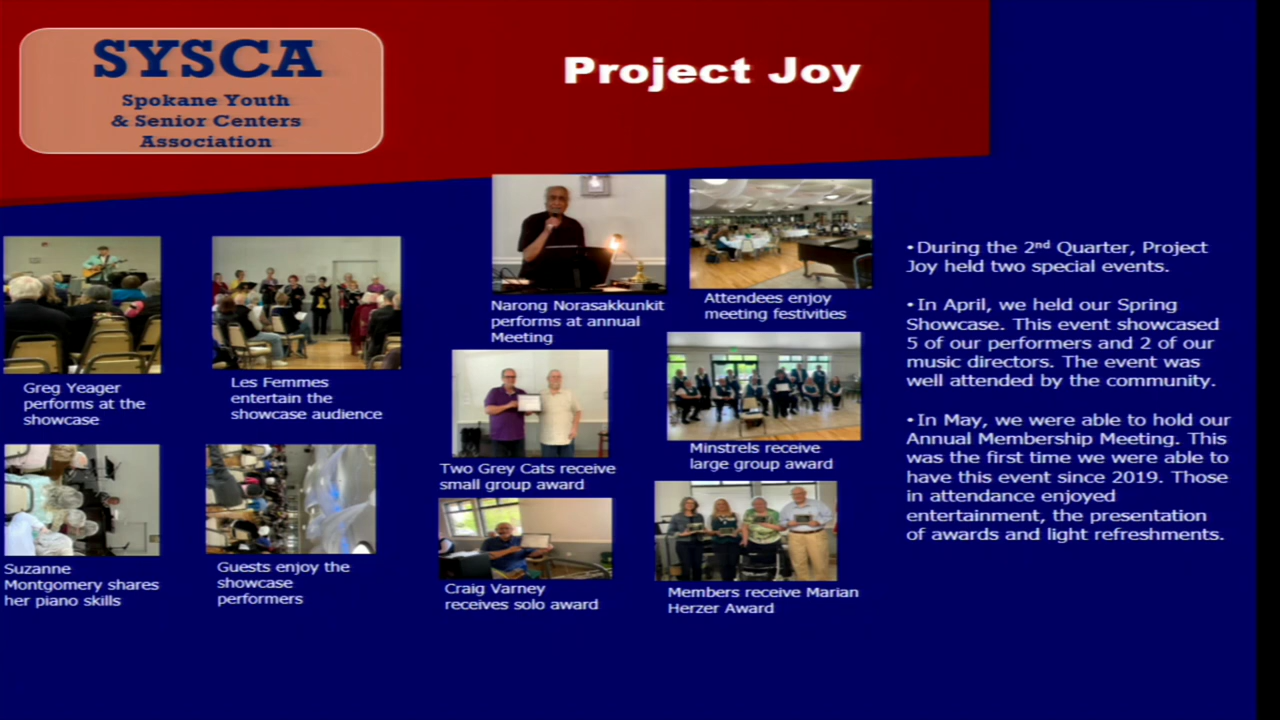 SYSCA
Spokane Youth
& Senior Centers
Association
Project Joy
Greg Yeager
performs at the
showcase
Les Femmes
entertain the
showcase audience
Suzanne
Montgomery shares
her piano skills
Guests enjoy the
showcase
performers
Narong Norasakkunkit
performs at annual
Meeting
Attendees enjoy
meeting festivities
Two Grey Cats receive
small group award
Minstrels receive
large group award
Craig Varney
receives solo award
Members receive Marian
Herzer Award
•During the 2nd Quarter, Project
Joy held two special events.
•In April, we held our Spring
Showcase. This event showcased
5 of our performers and 2 of our
music directors. The event was
well attended by the community.
•In May, we were able to hold our
Annual Membership Meeting. This
was the first time we were able to
have this event since 2019. Those
in attendance enjoyed
entertainment, the presentation
of awards and light refreshments.